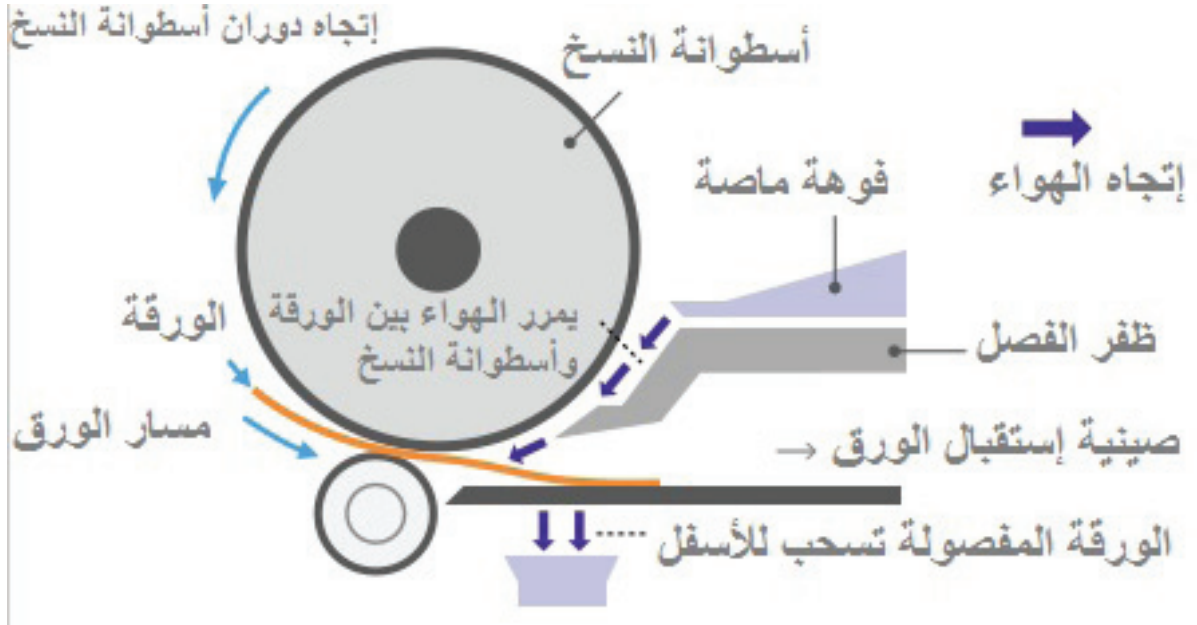 إتجاه دوران أسطوانة النسخ
أسطوانة النسخ
إتجاه الهواء
فوهة ماصة
الورقة
يمرر الهواء بين الورقة
وأسطوانة النسخ
ظفر الفصل
مسار الورق
صينية إستقبال الورق
الورقة المفصولة تسحب للأسفل